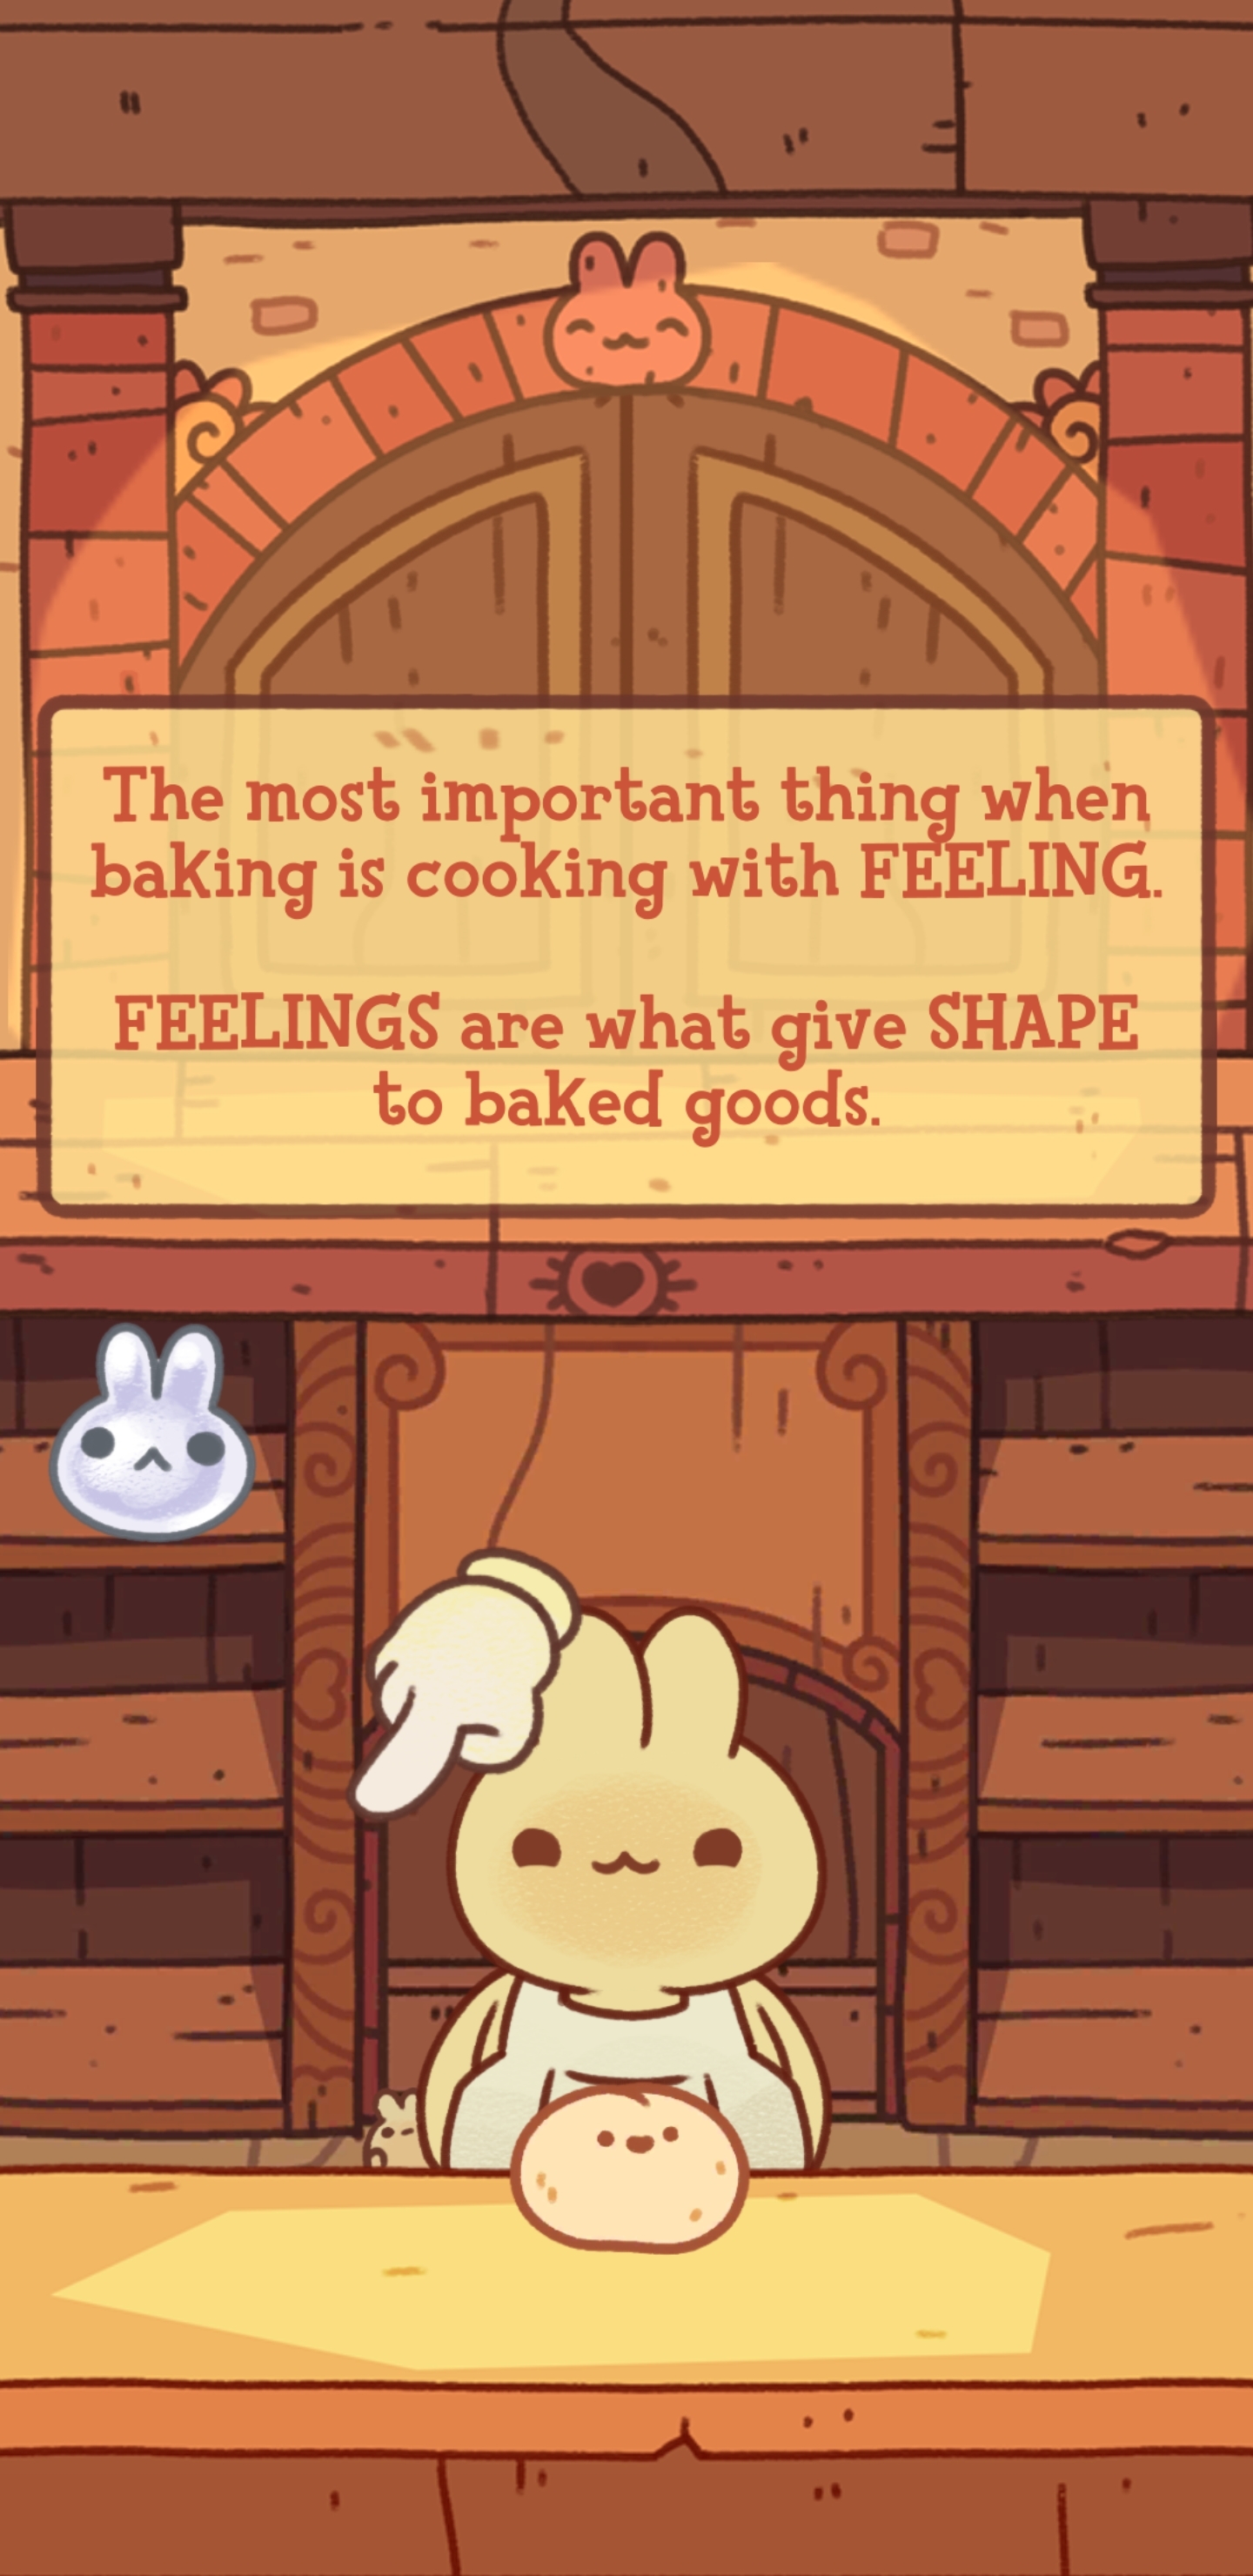 The most important thing when
baking is cooking with FEELING.
FEELINGS are what give SHAPE
to baked goods.